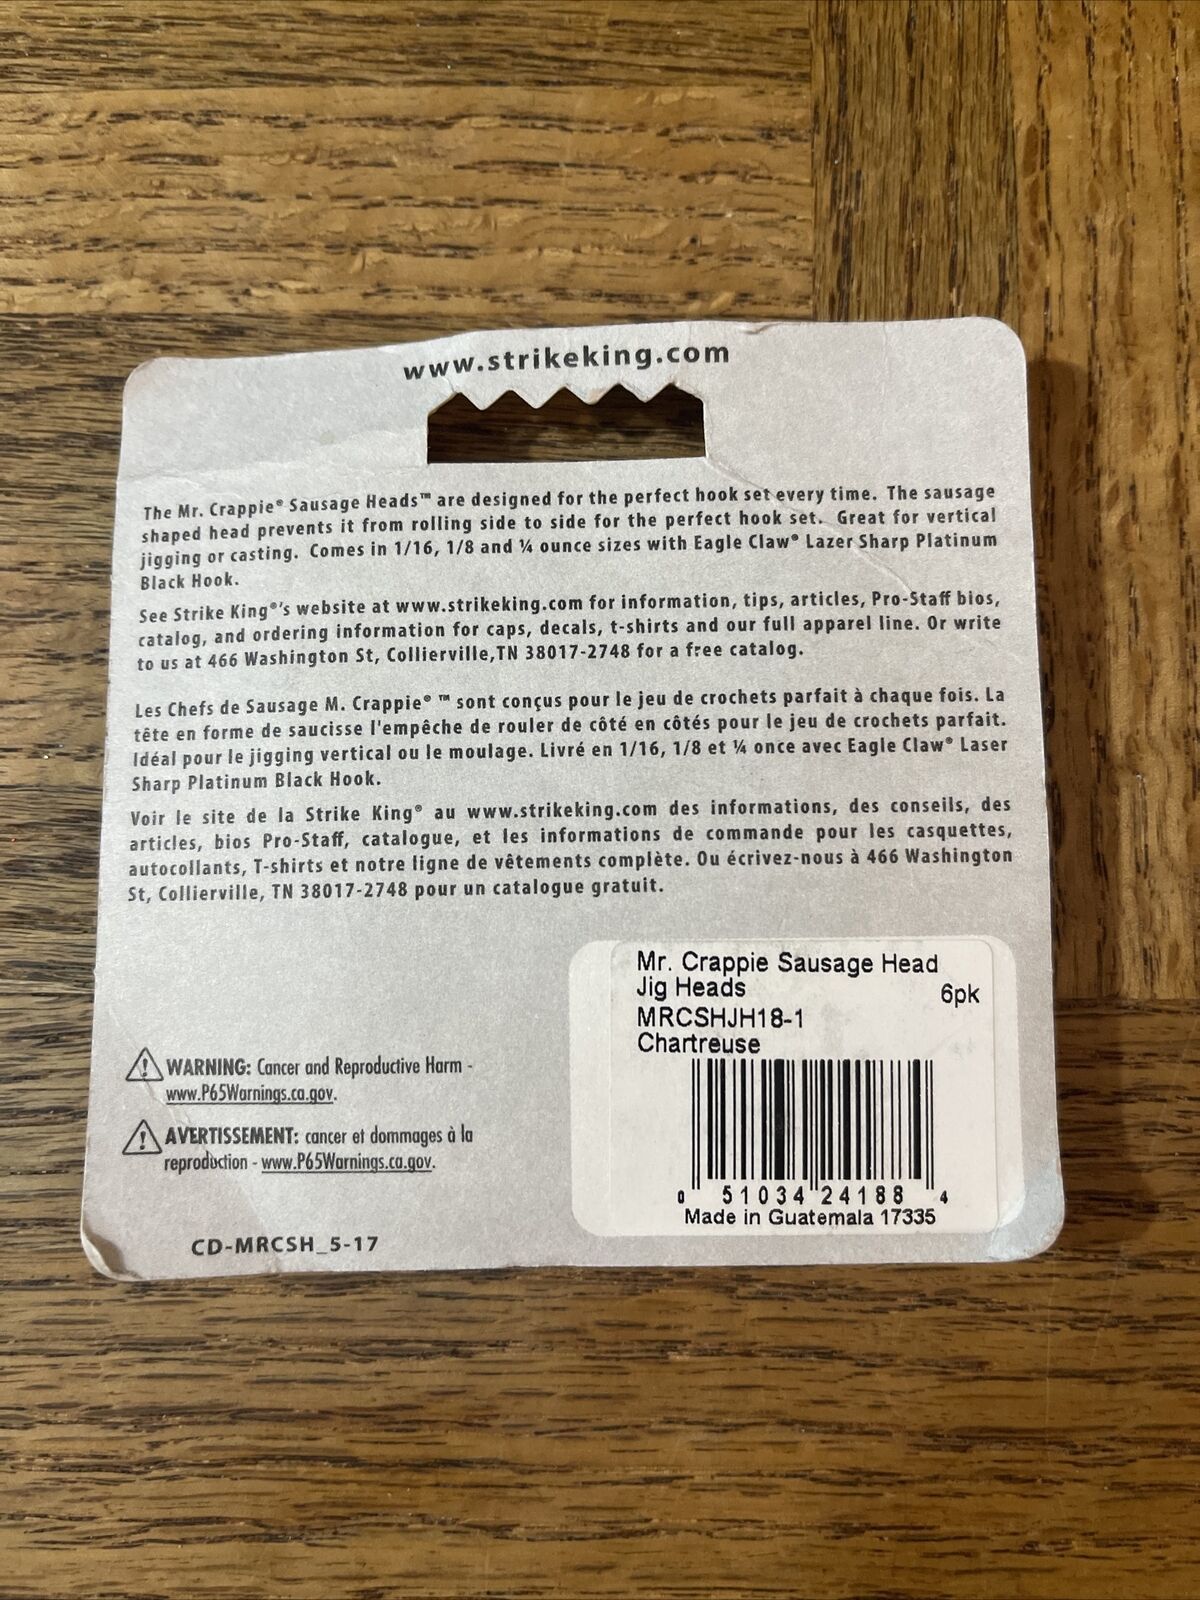 www.strikeking.com
The Mr. Crappie® Sausage Heads™ are designed for the perfect hook set every time. The sausage
shaped head prevents it from rolling side to side for the perfect hook set. Great for vertical
jigging or casting. Comes in 1/16, 1/8 and ¼ ounce sizes with Eagle Claw® Lazer Sharp Platinum
Black Hook.
See Strike King®'s website at www.strikeking.com for information, tips, articles, Pro-Staff bios,
catalog, and ordering information for caps, decals, t-shirts and our full apparel line. Or write
to us at 466 Washington St, Collierville,TN 38017-2748 for a free catalog.
Les Chefs de Sausage M. Crappie® ™ sont conçus pour le jeu de crochets parfait à chaque fois. La
tête en forme de saucisse l'empêche de rouler de côté en côtés pour le jeu de crochets parfait.
Idéal pour le jigging vertical ou le moulage. Livré en 1/16, 1/8 et ¼ once avec Eagle Claw® Laser
Sharp Platinum Black Hook.
Voir le site de la Strike King® au www.strikeking.com des informations, des conseils, des
articles, bios Pro-Staff, catalogue, et les informations de commande pour les casquettes,
autocollants, T-shirts et notre ligne de vêtements complète. Ou écrivez-nous à 466 Washington
St, Collierville, TN 38017-2748 pour un catalogue gratuit.
Mr. Crappie Sausage Head
Jig Heads 6pk
MRCSHJH18-1
Chartreuse
0 51034 24188 4
Made in Guatemala 17335
WARNING: Cancer and Reproductive Harm -
www.P65Warnings.ca.gov.
AVERTISSEMENT: cancer et dommages à la
reproduction - www.P65Warnings.ca.gov.
CD-MRCSH_5-17